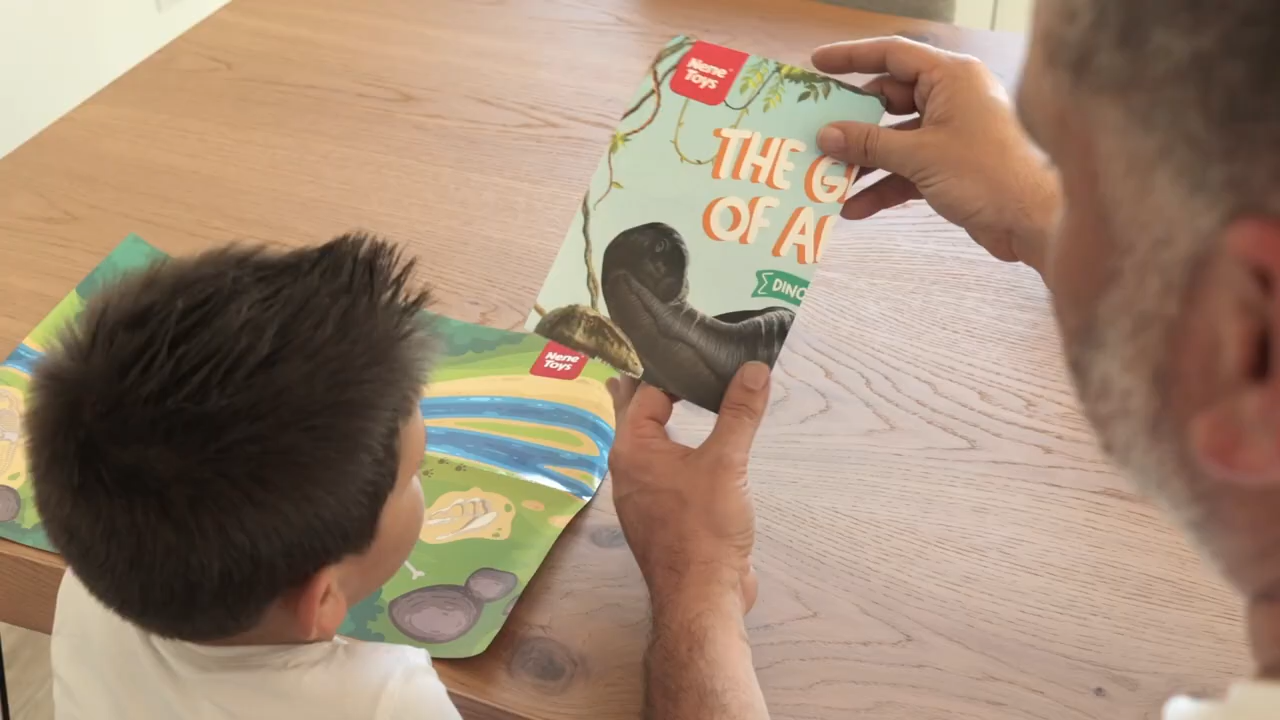 Nene
Toys
THE G
OF A
DINO
Nene
Toys